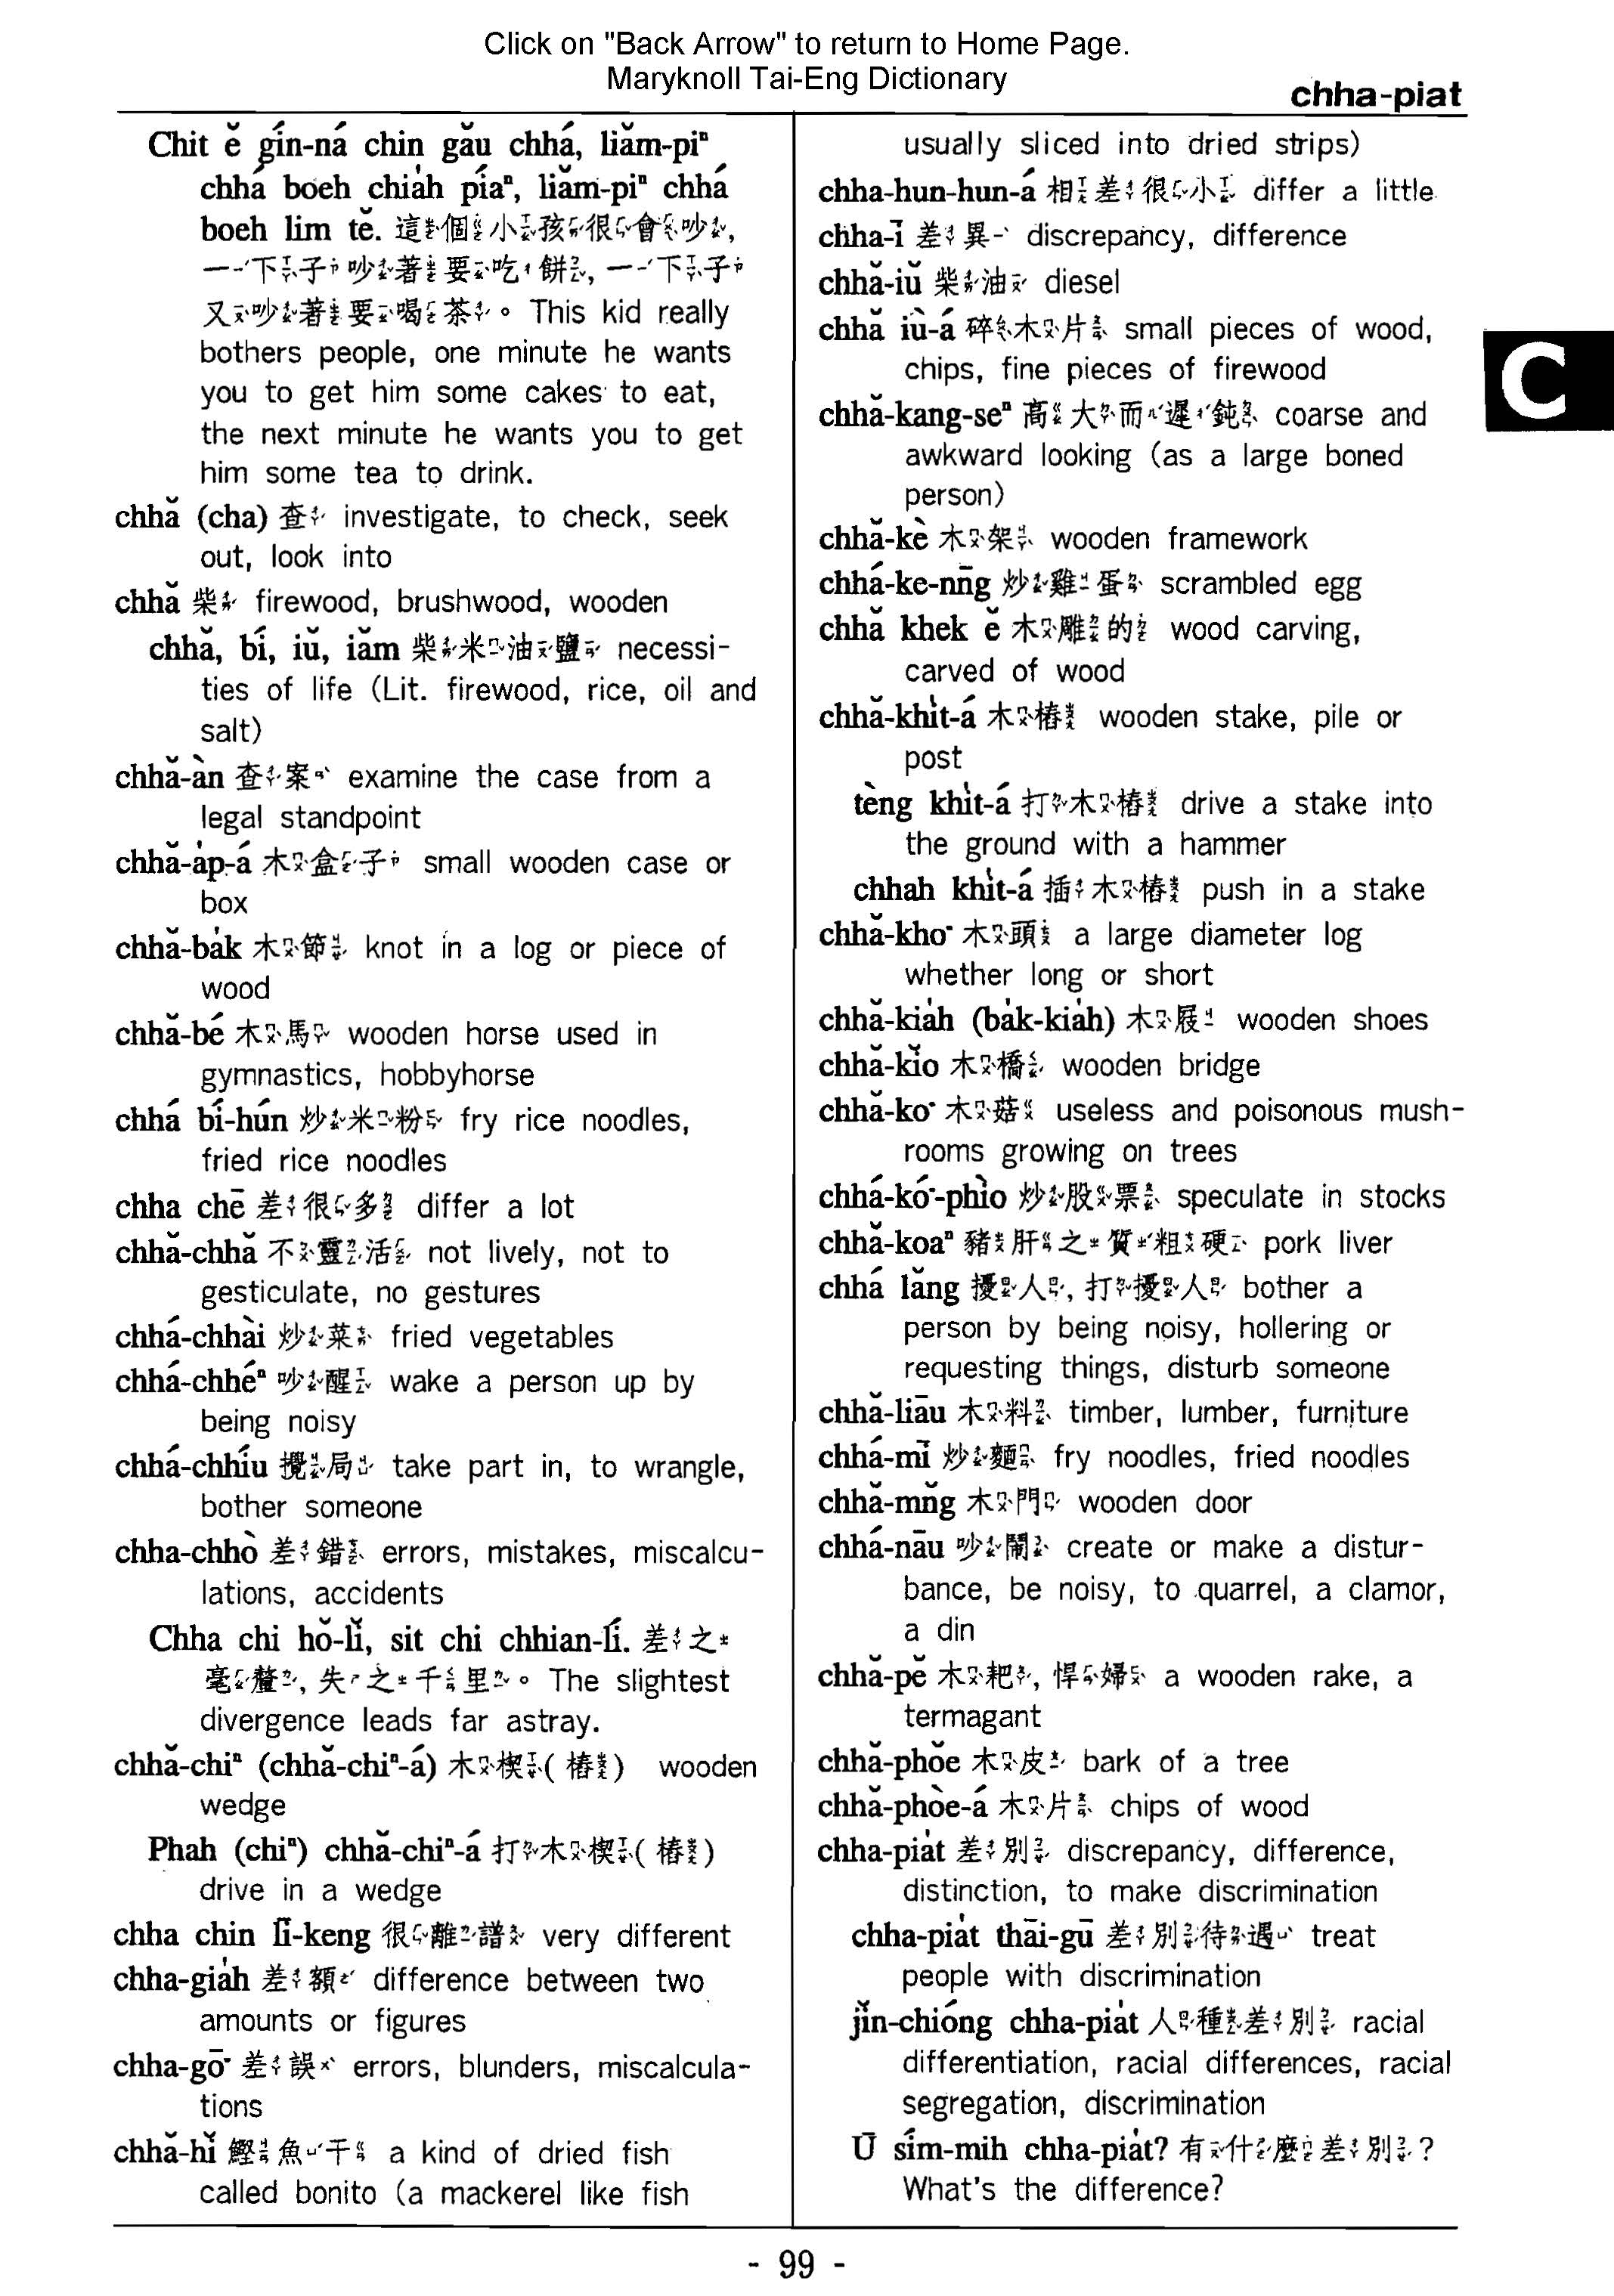 Click on "Back Arrow" to return to Home Page.
Maryknoll Tai-Eng Dictionary
chha-piat
Chit ĕ gín-ná chin gău chhá, liăm-piⁿ
chhá boeh chia̍h píaⁿ, liăm-piⁿ chhá
boeh lim tĕ. 這個小孩很會吵,
一下子吵著要吃餅, 一下子
又吵著要喝茶。 This kid really
bothers people, one minute he wants
you to get him some cakes to eat,
the next minute he wants you to get
him some tea to drink.
chhă (cha) 查 investigate, to check, seek
out, look into
chhă 柴 firewood, brushwood, wooden
chhă, bí, iŭ, iăm 柴米油鹽 necessi-
ties of life (Lit. firewood, rice, oil and
salt)
chhă-àn 查案 examine the case from a
legal standpoint
chhă-a̍p-á 木盒子 small wooden case or
box
chhă-ba̍k 木節 knot in a log or piece of
wood
chhă-bé 木馬 wooden horse used in
gymnastics, hobbyhorse
chhá bí-hún 炒米粉 fry rice noodles,
fried rice noodles
chha chē 差很多 differ a lot
chhă-chhă 不靈活 not lively, not to
gesticulate, no gestures
chhá-chhài 炒菜 fried vegetables
chhá-chhéⁿ 吵醒 wake a person up by
being noisy
chhá-chhíu 攪局 take part in, to wrangle,
bother someone
chha-chhò 差錯 errors, mistakes, miscalcu-
lations, accidents
Chha chi hŏ-lĭ, sit chi chhian-lí. 差之
毫釐, 失之千里。 The slightest
divergence leads far astray.
chhă-chiⁿ (chhă-chiⁿ-á) 木楔(樁) wooden
wedge
Phah (chiⁿ) chhă-chiⁿ-á 打木楔(樁)
drive in a wedge
chha chin lī-keng 很離譜 very different
chha-gia̍h 差額 difference between two
amounts or figures
chha-gō͘ 差誤 errors, blunders, miscalcula-
tions
chhă-hĭ 鰹魚干 a kind of dried fish
called bonito (a mackerel like fish
usually sliced into dried strips)
chha-hun-hun-á 相差很小 differ a little
chha-ī 差異 discrepancy, difference
chhă-iŭ 柴油 diesel
chhă iù-á 碎木片 small pieces of wood,
chips, fine pieces of firewood
chhă-kang-seⁿ 高大而遲鈍 coarse and
awkward looking (as a large boned
person)
chhă-kè 木架 wooden framework
chhá-ke-nn̄g 炒雞蛋 scrambled egg
chhă khek ĕ 木雕的 wood carving,
carved of wood
chhă-khi̍t-á 木樁 wooden stake, pile or
post
tèng khi̍t-á 打木樁 drive a stake into
the ground with a hammer
chhah khi̍t-á 插木樁 push in a stake
chhă-kho͘ 木頭 a large diameter log
whether long or short
chhă-kia̍h (ba̍k-kia̍h) 木屐 wooden shoes
chhă-kĭo 木橋 wooden bridge
chhă-ko͘ 木菇 useless and poisonous mush-
rooms growing on trees
chhá-kó͘-phìo 炒股票 speculate in stocks
chhă-koaⁿ 豬肝之質粗硬 pork liver
chhá lăng 擾人, 打擾人 bother a
person by being noisy, hollering or
requesting things, disturb someone
chhă-liāu 木料 timber, lumber, furniture
chhá-mī 炒麵 fry noodles, fried noodles
chhă-mn̆g 木門 wooden door
chhá-nāu 吵鬧 create or make a distur-
bance, be noisy, to quarrel, a clamor,
a din
chhă-pĕ 木耙, 悍婦 a wooden rake, a
termagant
chhă-phŏe 木皮 bark of a tree
chhă-phòe-á 木片 chips of wood
chha-pia̍t 差別 discrepancy, difference,
distinction, to make discrimination
chha-pia̍t thāi-gū 差別待遇 treat
people with discrimination
jĭn-chióng chha-pia̍t 人種差別 racial
differentiation, racial differences, racial
segregation, discrimination
Ū sím-mih chha-pia̍t? 有什麼差別?
What's the difference?
C
- 99 -